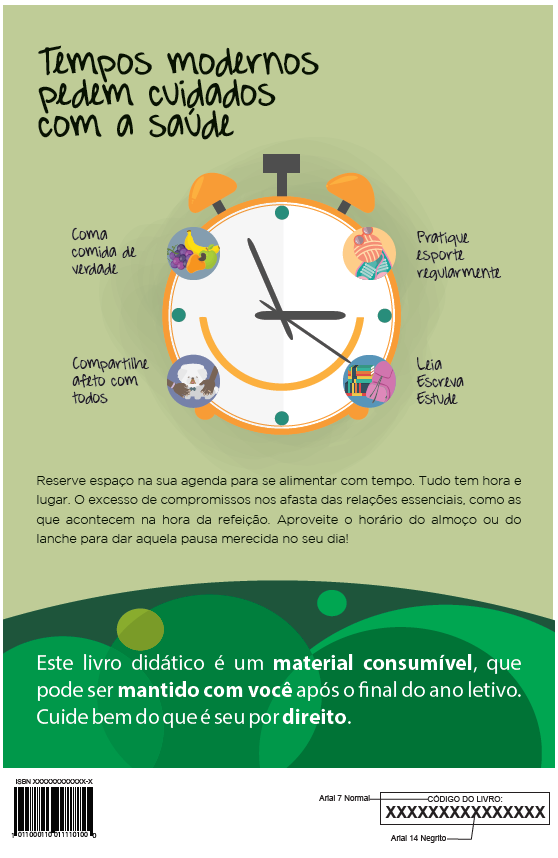 Tempos modernos
pedem cuidados
com a saúde
Coma
comida de
verdade
Pratique
esporte
regularmente
Compartilhe
afeto com
todos
Leia
Escreva
Estude
Reserve espaço na sua agenda para se alimentar com tempo. Tudo tem hora e
lugar. O excesso de compromissos nos afasta das relações essenciais, como as
que acontecem na hora da refeição. Aproveite o horário do almoço ou do
lanche para dar aquela pausa merecida no seu dia!
Este livro didático é um material consumível, que
pode ser mantido com você após o final do ano letivo.
Cuide bem do que é seu por direito.
ISBN XXXXXXXXXXXX-X
1 011000110 011110100 0
Arial 7 Normal
CÓDIGO DO LIVRO:
XXXXXXXXXXXXXXX
Arial 14 Negrito